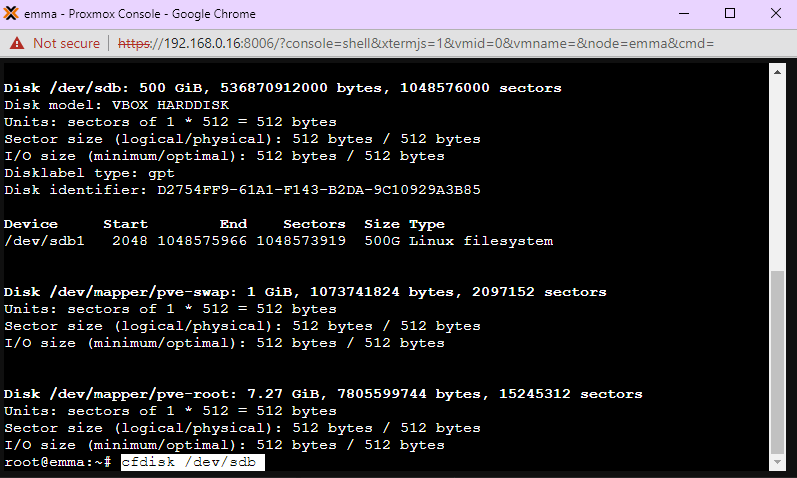 emma - Proxmox Console - Google Chrome
Not secure | https://192.168.0.16:8006/?console=shell&xtermjs=1&vmid=0&vmname=&node=emma&cmd=
Disk /dev/sdb: 500 GiB, 536870912000 bytes, 1048576000 sectors
Disk model: VBOX HARDDISK
Units: sectors of 1 * 512 = 512 bytes
Sector size (logical/physical): 512 bytes / 512 bytes
I/O size (minimum/optimal): 512 bytes / 512 bytes
Disklabel type: gpt
Disk identifier: D2754FF9-61A1-F143-B2DA-9C10929A3B85
Device     Start        End    Sectors  Size Type
/dev/sdb1   2048 1048575966 1048573919  500G Linux filesystem
Disk /dev/mapper/pve-swap: 1 GiB, 1073741824 bytes, 2097152 sectors
Units: sectors of 1 * 512 = 512 bytes
Sector size (logical/physical): 512 bytes / 512 bytes
I/O size (minimum/optimal): 512 bytes / 512 bytes
Disk /dev/mapper/pve-root: 7.27 GiB, 7805599744 bytes, 15245312 sectors
Units: sectors of 1 * 512 = 512 bytes
Sector size (logical/physical): 512 bytes / 512 bytes
I/O size (minimum/optimal): 512 bytes / 512 bytes
root@emma:~# cfdisk /dev/sdb